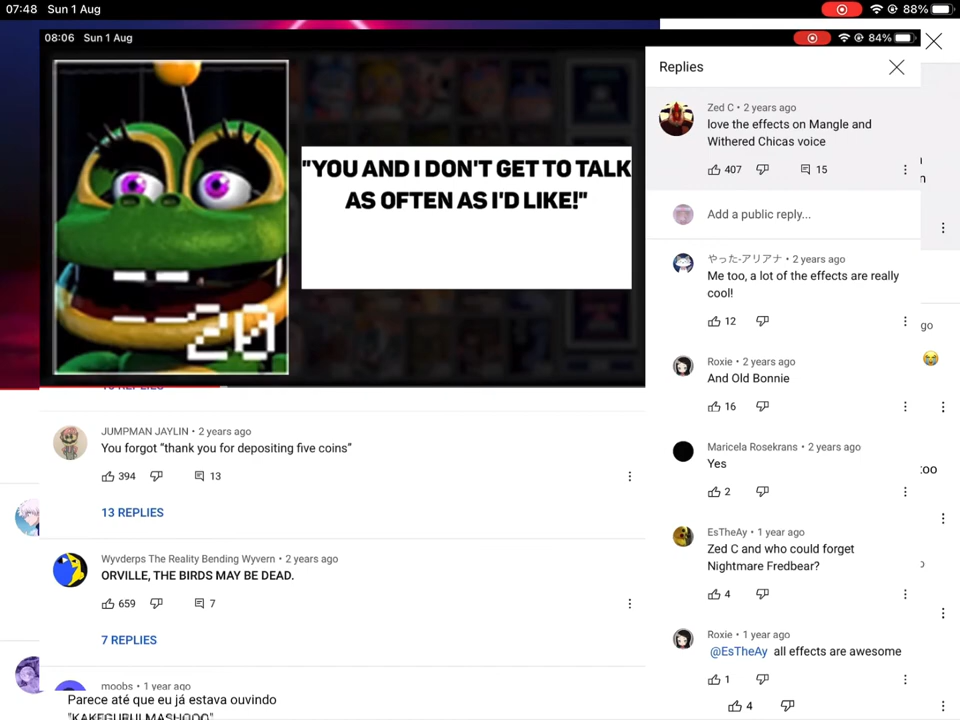 07:48 Sun 1 Aug
88%
08:06 Sun 1 Aug
84%
"YOU AND I DON'T GET TO TALK
AS OFTEN AS I'D LIKE!"
20
JUMPMAN JAYLIN • 2 years ago
You forgot “thank you for depositing five coins”
394
13
13 REPLIES
Wyvderps The Reality Bending Wyvern • 2 years ago
ORVILLE, THE BIRDS MAY BE DEAD.
659
7
7 REPLIES
moobs • 1 year ago
Parece até que eu já estava ouvindo
Replies
Zed C • 2 years ago
love the effects on Mangle and
Withered Chicas voice
407
15
Add a public reply...
やった-アリアナ • 2 years ago
Me too, a lot of the effects are really
cool!
12
Roxie • 2 years ago
And Old Bonnie
16
Maricela Rosekrans • 2 years ago
Yes
2
EsTheAy • 1 year ago
Zed C and who could forget
Nightmare Fredbear?
4
Roxie • 1 year ago
@EsTheAy all effects are awesome
1
4
go
too